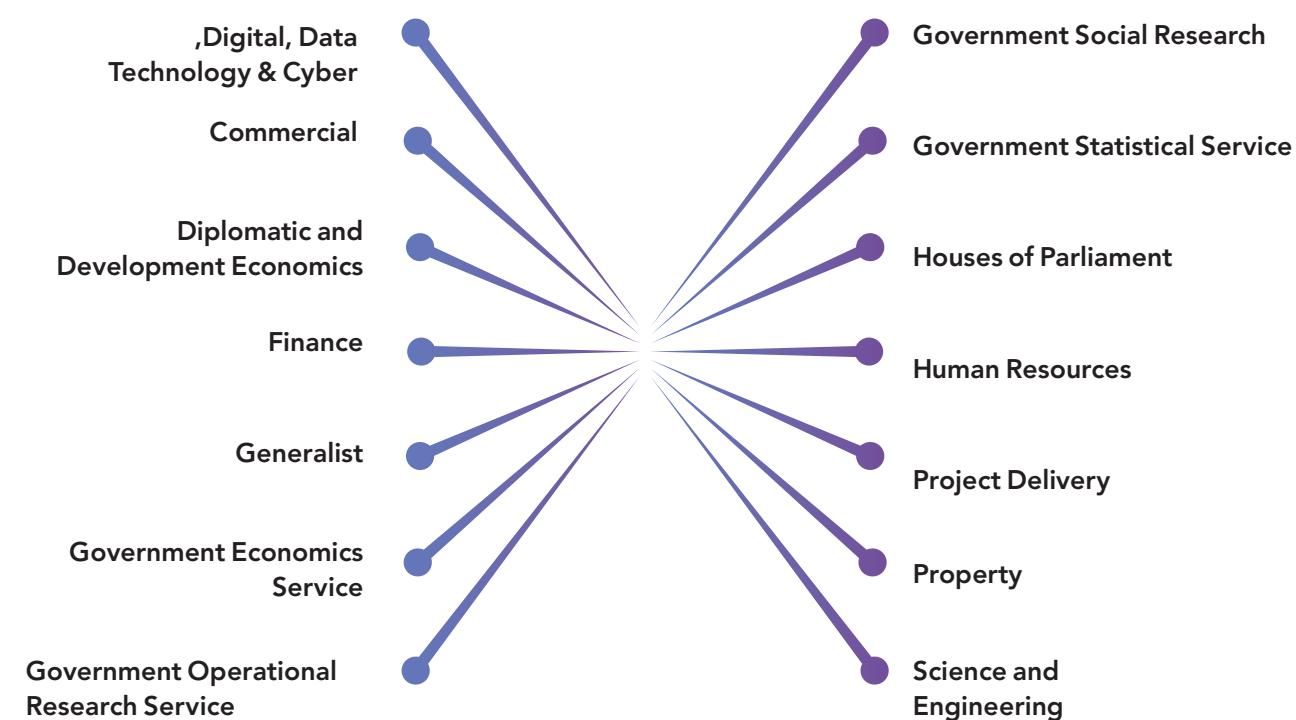 ,Digital, Data
Technology & Cyber
Commercial
Diplomatic and
Development Economics
Finance
Generalist
Government Economics
Service
Government Operational
Research Service
Government Social Research
Government Statistical Service
Houses of Parliament
Human Resources
Project Delivery
Property
Science and
Engineering